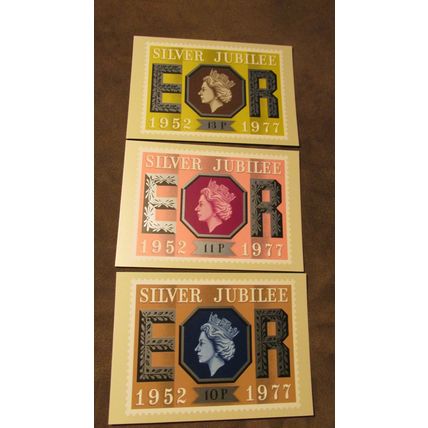 SILVER JUBILEE
E R
1952 13P 1977
SILVER JUBILEE
E R
1952 11P 1977
SILVER JUBILEE
E R
1952 10P 1977